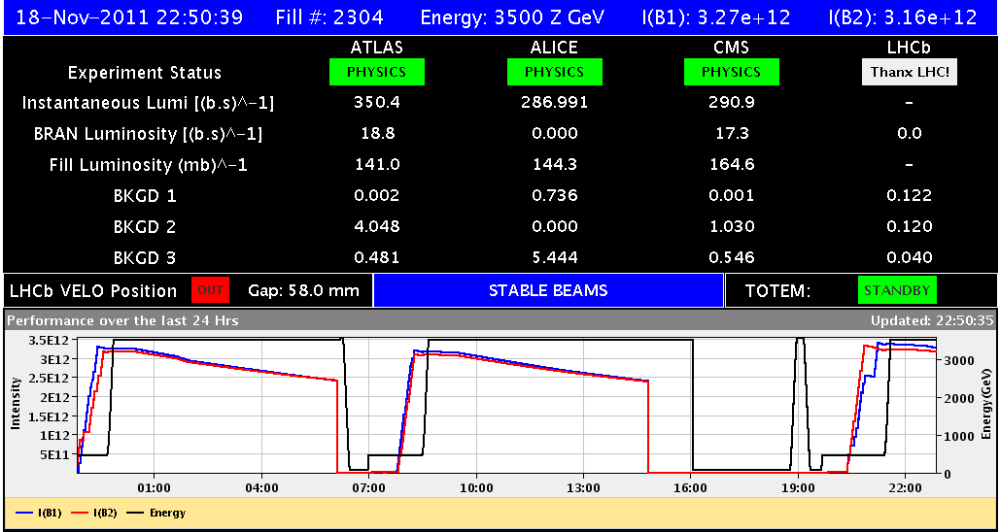 18-Nov-2011 22:50:39 Fill #: 2304 Energy: 3500 Z GeV I(B1): 3.27e+12 I(B2): 3.16e+12
ATLAS ALICE CMS LHCb
Experiment Status PHYSICS PHYSICS PHYSICS Thanx LHC!
Instantaneous Lumi [(b.s)^-1] 350.4 286.991 290.9 -
BRAN Luminosity [(b.s)^-1] 18.8 0.000 17.3 0.0
Fill Luminosity (mb)^-1 141.0 144.3 164.6 -
BKGD 1 0.002 0.736 0.001 0.122
BKGD 2 4.048 0.000 1.030 0.120
BKGD 3 0.481 5.444 0.546 0.040
LHCb VELO Position OUT Gap: 58.0 mm STABLE BEAMS TOTEM: STANDBY
Performance over the last 24 Hrs Updated: 22:50:35
3.5E12
3E12 3000
2.5E12
2E12 2000
1.5E12
1E12 1000
5E11
0
Intensity
Energy(GeV)
01:00 04:00 07:00 10:00 13:00 16:00 19:00 22:00
I(B1) I(B2) Energy